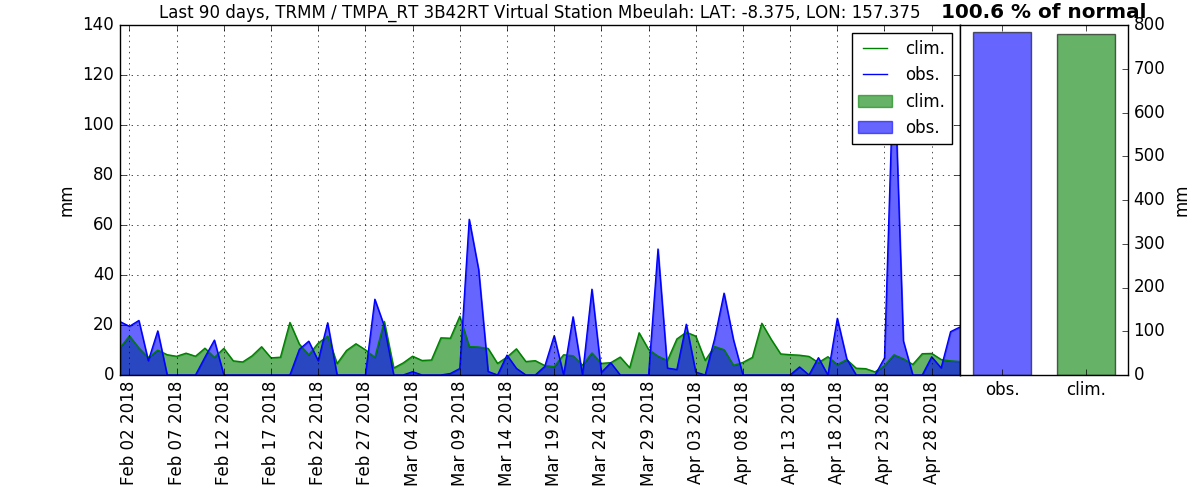 Last 90 days, TRMM / TMPA_RT 3B42RT Virtual Station Mbeulah: LAT: -8.375, LON: 157.375
100.6 % of normal
140
120
100
80
60
40
20
0
mm
clim.
obs.
clim.
obs.
800
700
600
500
400
300
200
100
0
mm
Feb 02 2018
Feb 07 2018
Feb 12 2018
Feb 17 2018
Feb 22 2018
Feb 27 2018
Mar 04 2018
Mar 09 2018
Mar 14 2018
Mar 19 2018
Mar 24 2018
Mar 29 2018
Apr 03 2018
Apr 08 2018
Apr 13 2018
Apr 18 2018
Apr 23 2018
Apr 28 2018
obs.
clim.